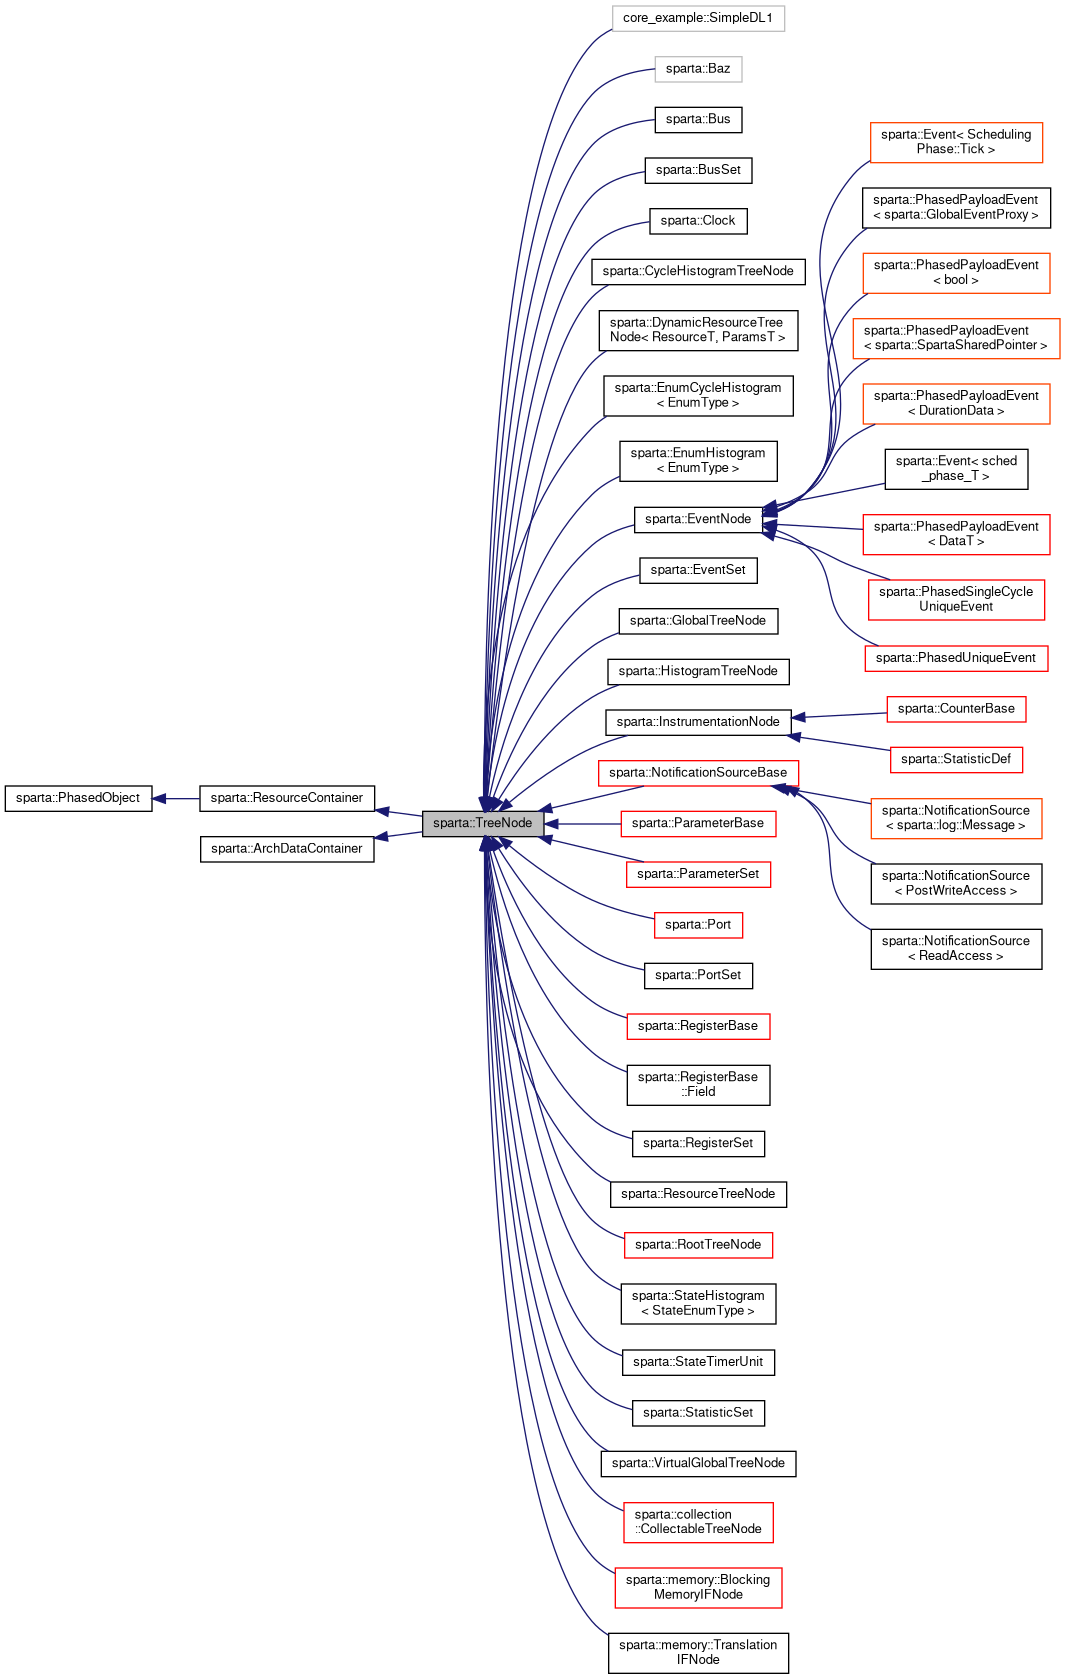 sparta::PhasedObject
sparta::ResourceContainer
sparta::ArchDataContainer
sparta::TreeNode
core_example::SimpleDL1
sparta::Baz
sparta::Bus
sparta::BusSet
sparta::Clock
sparta::CycleHistogramTreeNode
sparta::DynamicResourceTree
Node< ResourceT, ParamsT >
sparta::EnumCycleHistogram
< EnumType >
sparta::EnumHistogram
< EnumType >
sparta::EventNode
sparta::EventSet
sparta::GlobalTreeNode
sparta::HistogramTreeNode
sparta::InstrumentationNode
sparta::NotificationSourceBase
sparta::ParameterBase
sparta::ParameterSet
sparta::Port
sparta::PortSet
sparta::RegisterBase
sparta::RegisterBase
::Field
sparta::RegisterSet
sparta::ResourceTreeNode
sparta::RootTreeNode
sparta::StateHistogram
< StateEnumType >
sparta::StateTimerUnit
sparta::StatisticSet
sparta::VirtualGlobalTreeNode
sparta::collection
::CollectableTreeNode
sparta::memory::Blocking
MemoryIFNode
sparta::memory::Translation
IFNode
sparta::Event< Scheduling
Phase::Tick >
sparta::PhasedPayloadEvent
< sparta::GlobalEventProxy >
sparta::PhasedPayloadEvent
< bool >
sparta::PhasedPayloadEvent
< sparta::SpartaSharedPointer >
sparta::PhasedPayloadEvent
< DurationData >
sparta::Event< sched
_phase_T >
sparta::PhasedPayloadEvent
< DataT >
sparta::PhasedSingleCycle
UniqueEvent
sparta::PhasedUniqueEvent
sparta::CounterBase
sparta::StatisticDef
sparta::NotificationSource
< sparta::log::Message >
sparta::NotificationSource
< PostWriteAccess >
sparta::NotificationSource
< ReadAccess >